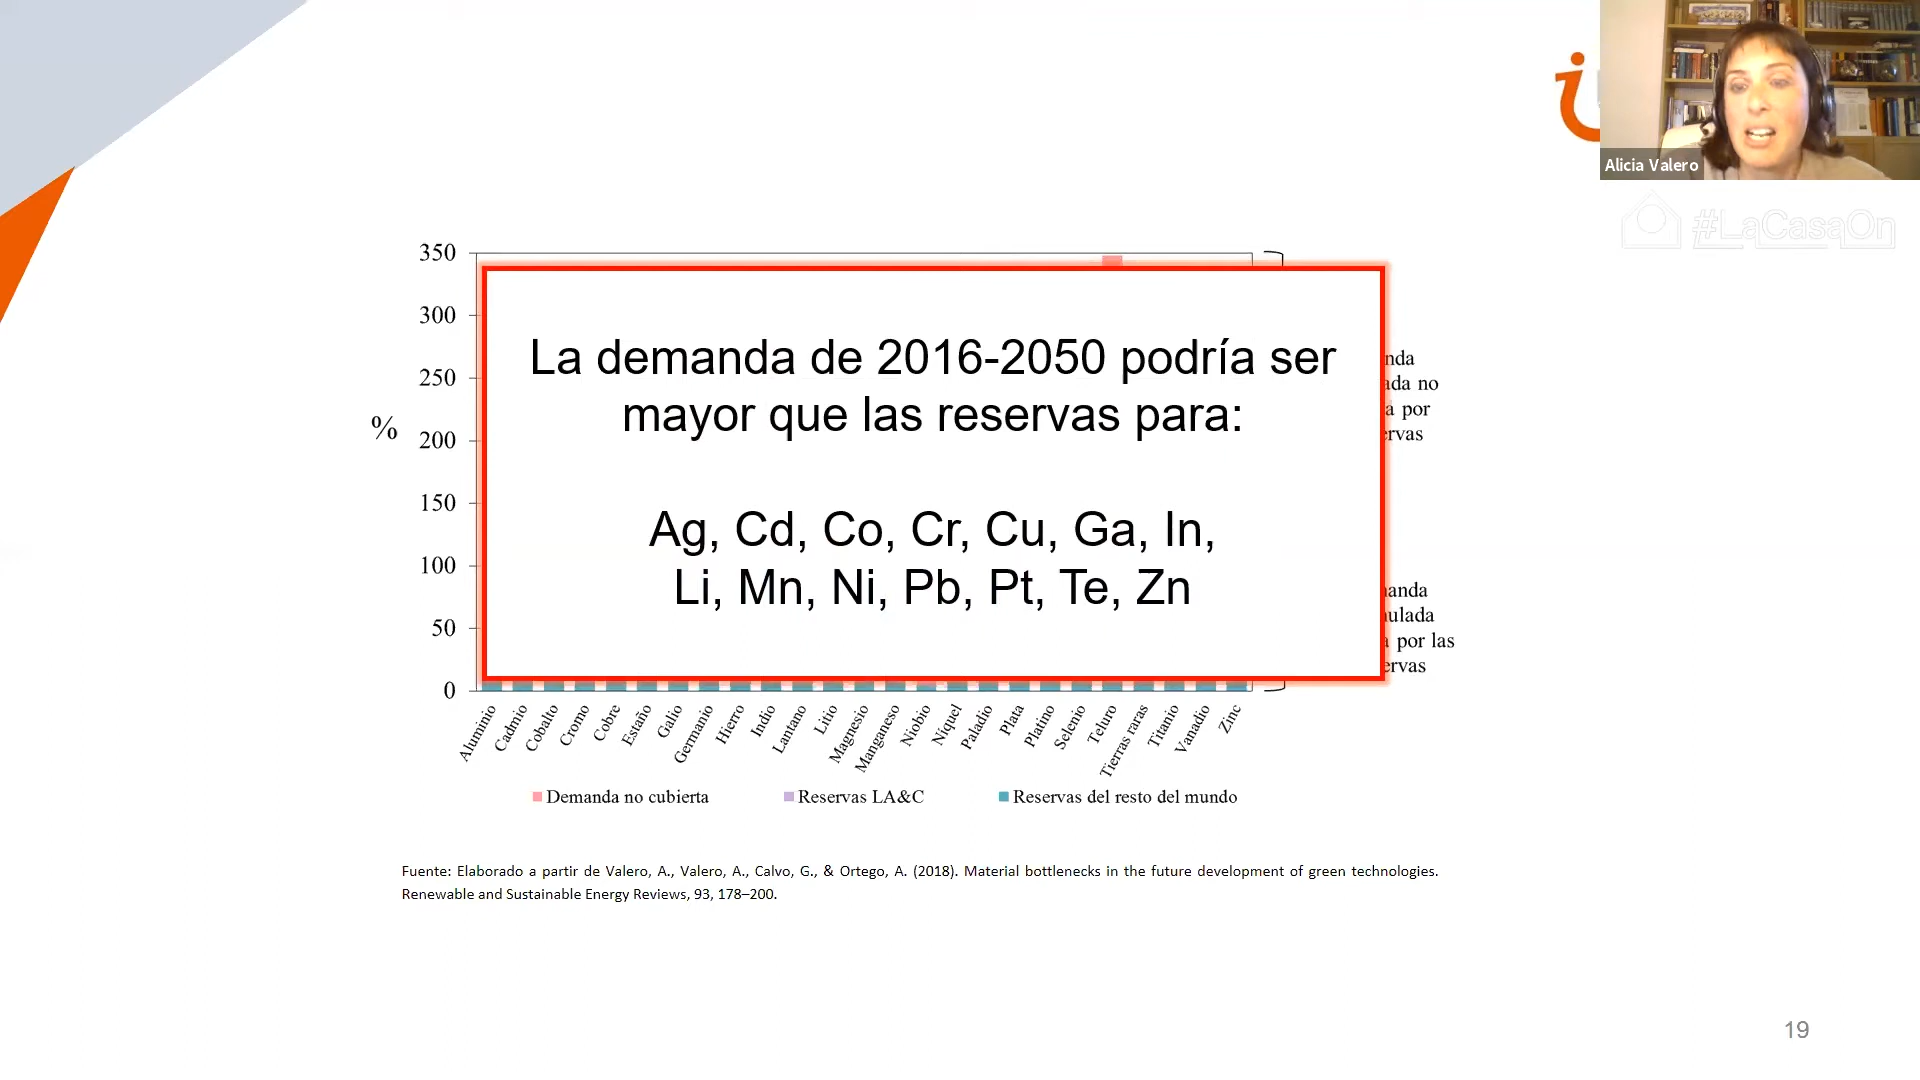 Alicia Valero
#LaCasaOn
350
300
250
200
150
100
50
0
%
La demanda de 2016-2050 podría ser
mayor que las reservas para:
Ag, Cd, Co, Cr, Cu, Ga, In,
Li, Mn, Ni, Pb, Pt, Te, Zn
no
por
por las
Aluminio
Cadmio
Cobalto
Cromo
Cobre
Estaño
Galio
Germanio
Hierro
Indio
Lantano
Litio
Magnesio
Manganeso
Niobio
Niquel
Paladio
Plata
Platino
Selenio
Teluro
Tierras raras
Titanio
Vanadio
Zinc
Demanda no cubierta
Reservas LA&C
Reservas del resto del mundo
Fuente: Elaborado a partir de Valero, A., Valero, A., Calvo, G., & Ortego, A. (2018). Material bottlenecks in the future development of green technologies.
Renewable and Sustainable Energy Reviews, 93, 178–200.
19